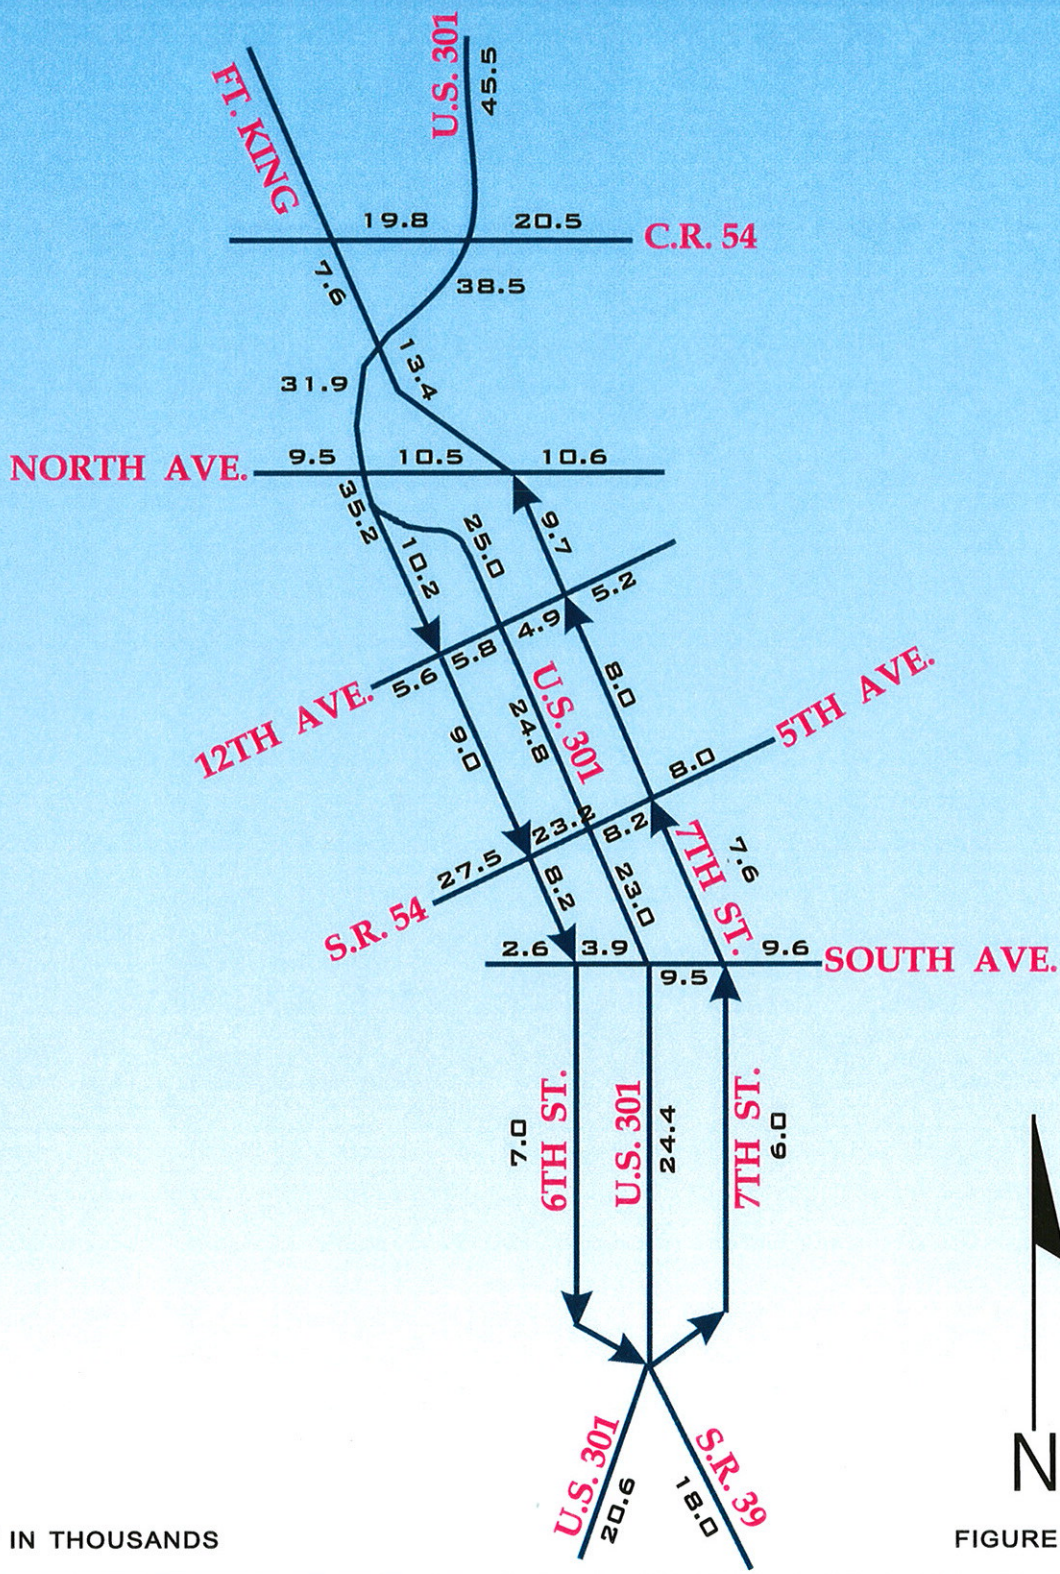 U.S. 301
45.5
FT. KING
19.8
20.5
C.R. 54
7.6
38.5
13.4
31.9
NORTH AVE.
9.5
10.5
10.6
35.2
10.2
25.0
9.7
5.2
4.9
5.8
5.6
12TH AVE.
9.0
24.8
U.S. 301
8.0
5TH AVE.
8.0
23.2
8.2
27.5
S.R. 54
8.2
23.0
7TH ST.
7.6
2.6
3.9
9.5
9.6
SOUTH AVE.
7.0
6TH ST.
U.S. 301
24.4
7TH ST.
6.0
N
U.S. 301
20.6
S.R. 39
18.0
IN THOUSANDS
FIGURE